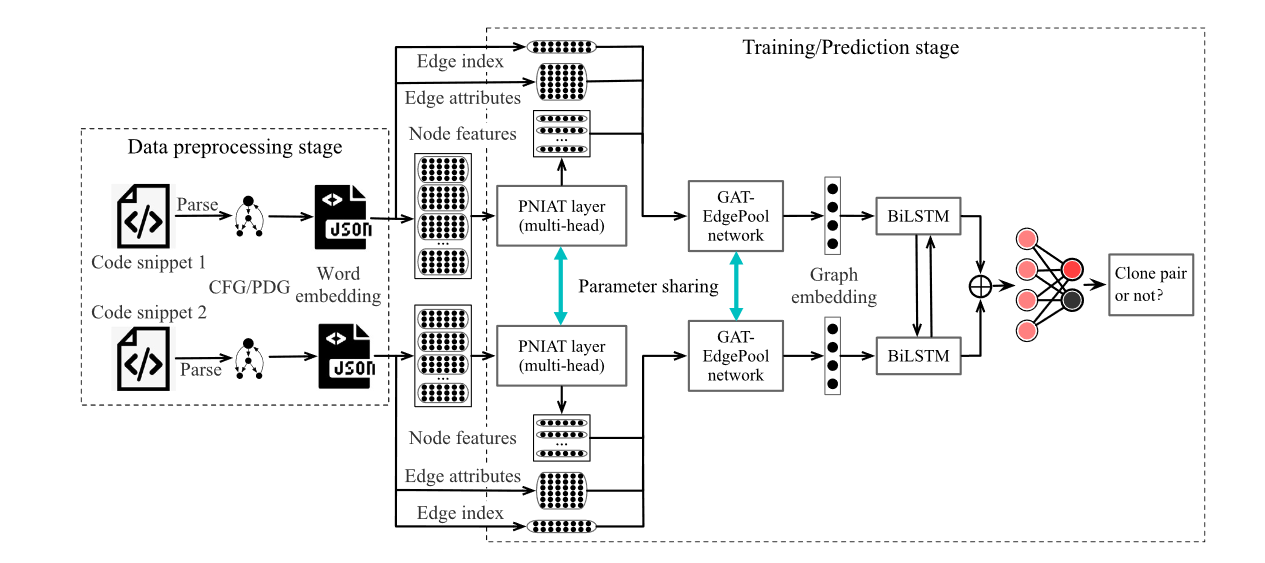 Training/Prediction stage
Edge index
Edge attributes
Node features
Data preprocessing stage
Parse
JSON
Code snippet 1
CFG/PDG
Word
embedding
...
...
PNIAT layer
(multi-head)
GAT-
EdgePool
network
BiLSTM
Parameter sharing
Graph
embedding
Clone pair
or not?
Code snippet 2
Parse
JSON
...
PNIAT layer
(multi-head)
GAT-
EdgePool
network
BiLSTM
Node features
...
Edge attributes
Edge index